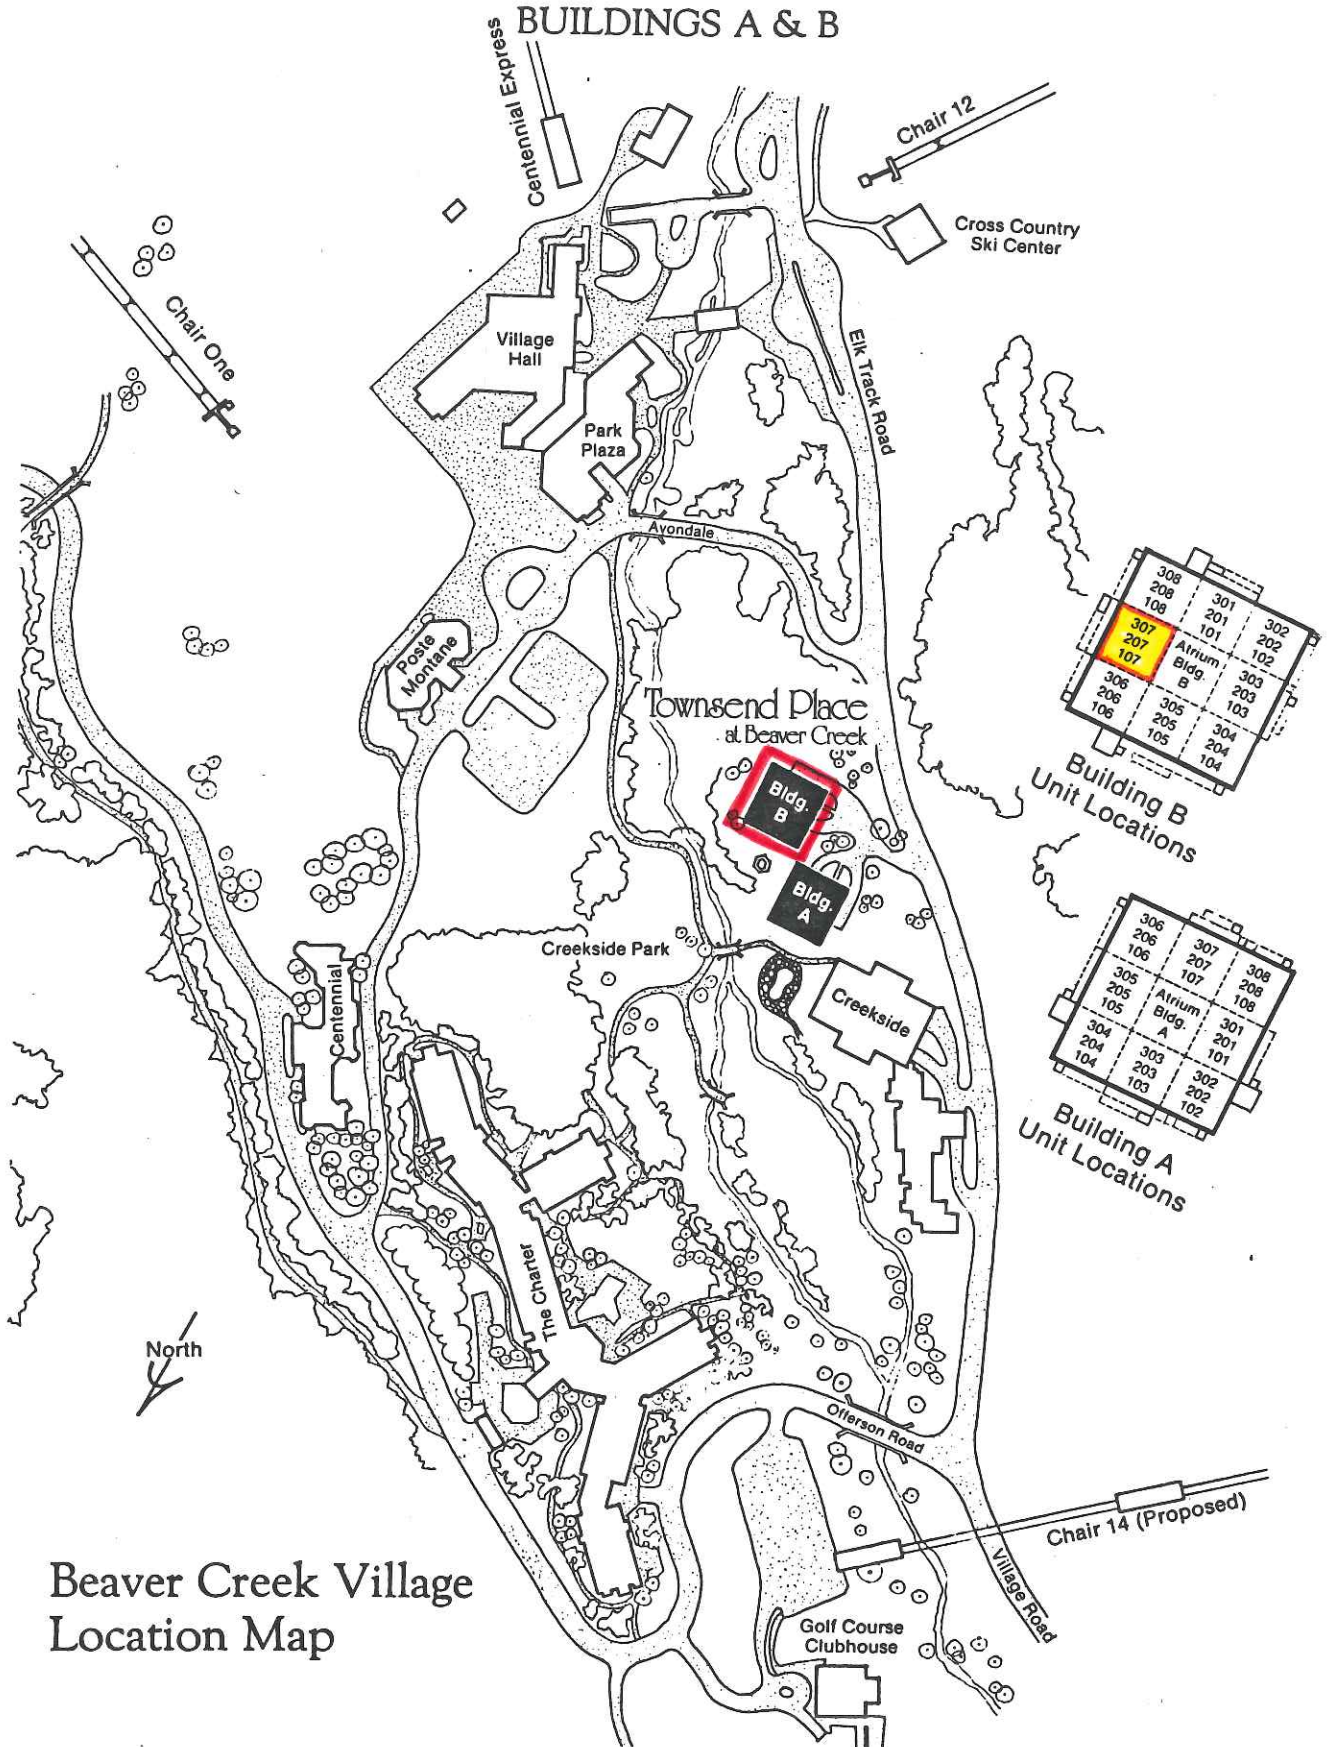 BUILDINGS A & B
Centennial Express
Chair 12
Cross Country
Ski Center
Chair One
Village
Hall
Elk Track Road
Park
Plaza
Avondale
Poste
Montane
Townsend Place
at Beaver Creek
Bldg.
B
Bldg.
A
308
208
108
301
201
101
302
202
102
307
207
107
Atrium
Bldg.
B
303
203
103
306
206
106
305
205
105
304
204
104
Building B
Unit Locations
Creekside Park
Creekside
Centennial
306
206
106
307
207
107
308
208
108
305
205
105
Atrium
Bldg.
A
301
201
101
304
204
104
303
203
103
302
202
102
Building A
Unit Locations
The Charter
North
Offerson Road
Chair 14 (Proposed)
Village Road
Beaver Creek Village
Location Map
Golf Course
Clubhouse